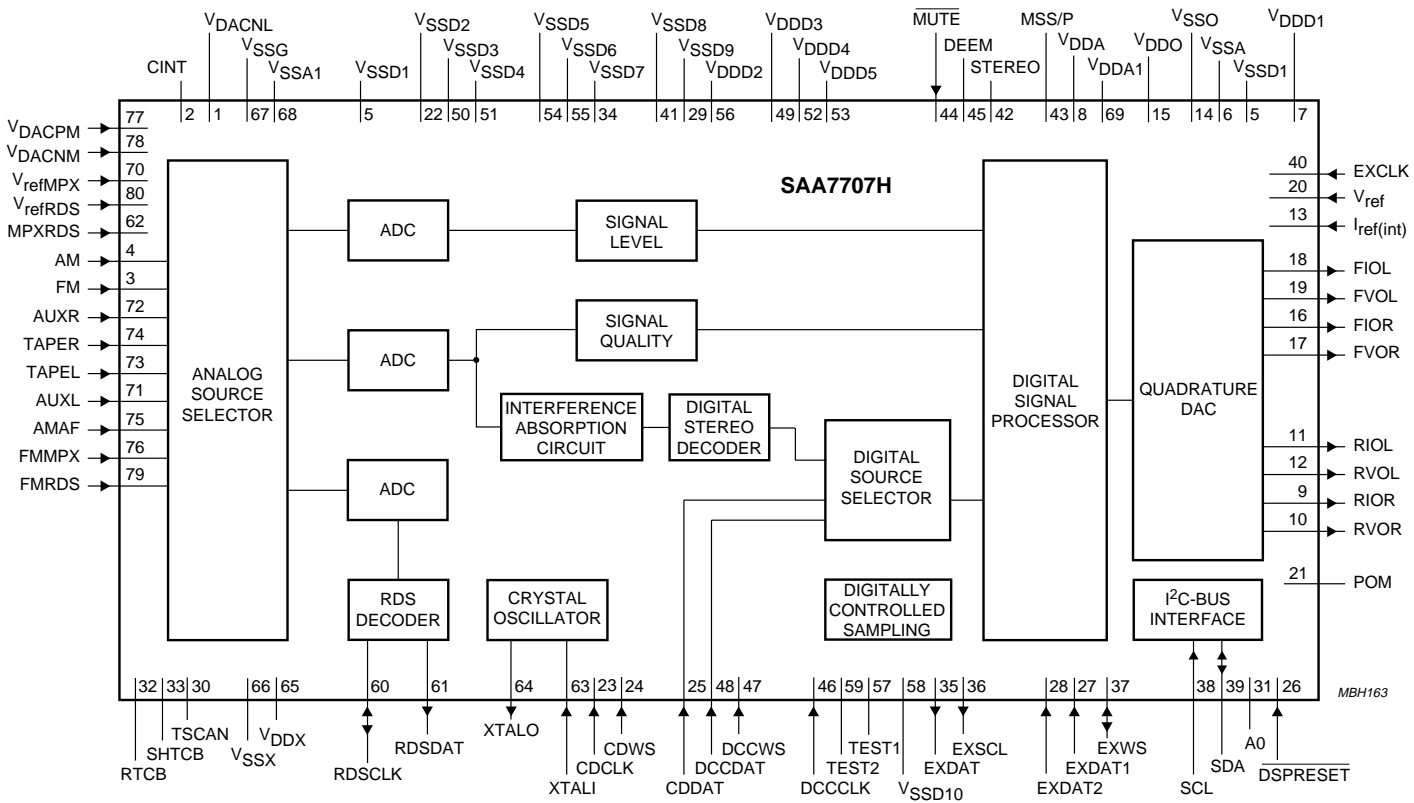 VDACNL
VSSG
VSSA1
CINT
VSSD1
VSSD2
VSSD3
VSSD4
VSSD5
VSSD6
VSSD7
VSSD8
VSSD9
VDDD2
VDDD3
VDDD4
VDDD5
MUTE
DEEM
STEREO
MSS/P
VDDA
VDDA1
VDDO
VSSO
VSSA
VSSD1
VDDD1
2 1 67 68 5 22 50 51 54 55 34 41 29 56 49 52 53 44 45 42 43 8 69 15 14 6 5 7
VDACPM 77
VDACNM 78
VrefMPX 70
VrefRDS 80
MPXRDS 62
AM 4
FM 3
AUXR 72
TAPER 74
TAPEL 73
AUXL 71
AMAF 75
FMMPX 76
FMRDS 79
SAA7707H
ANALOG
SOURCE
SELECTOR
ADC
SIGNAL
LEVEL
ADC
SIGNAL
QUALITY
INTERFERENCE
ABSORPTION
CIRCUIT
DIGITAL
STEREO
DECODER
DIGITAL
SOURCE
SELECTOR
ADC
RDS
DECODER
CRYSTAL
OSCILLATOR
DIGITALLY
CONTROLLED
SAMPLING
DIGITAL
SIGNAL
PROCESSOR
QUADRATURE
DAC
I2C-BUS
INTERFACE
40 EXCLK
20 Vref
13 Iref(int)
18 FIOL
19 FVOL
16 FIOR
17 FVOR
11 RIOL
12 RVOL
9 RIOR
10 RVOR
21 POM
32 33 30 66 65 60 61 64 63 23 24 25 48 47 46 59 57 58 35 36 28 27 37 38 39 31 26
MBH163
RTCB
SHTCB
TSCAN
VSSX
VDDX
RDSCLK
RDSDAT
XTALO
XTALI
CDCLK
CDWS
CDDAT
DCCDAT
DCCWS
DCCCLK
TEST2
TEST1
VSSD10
EXDAT
EXSCL
EXDAT2
EXDAT1
EXWS
SCL
SDA
A0
DSPRESET